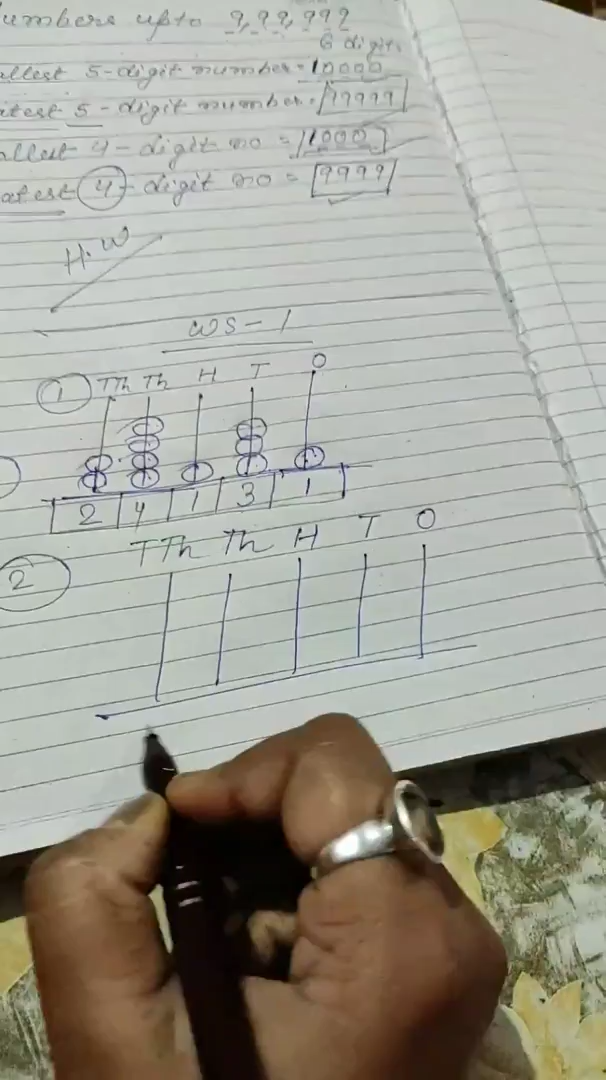 umbers upto 9,99,999
6 digit
allest 5-digit number = 10000
atest 5-digit number = 99999
allest 4-digit no = 1000
atest 4-digit no = 9999
H.W
WS-1
1 TTh Th H T O
2 4 1 3 1
2 TTh Th H T O